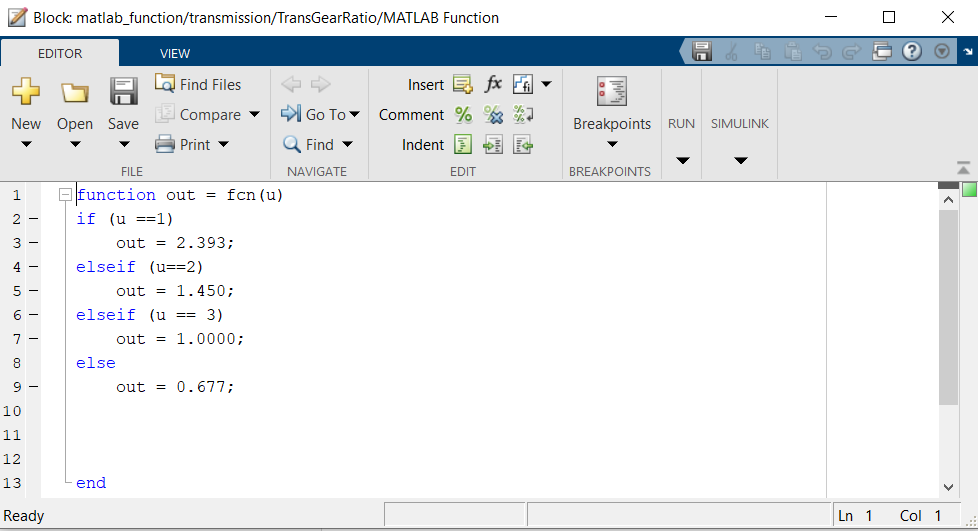 Block: matlab_function/transmission/TransGearRatio/MATLAB Function
EDITOR VIEW
New Open Save
Find Files
Compare
Print
FILE
Go To
Find
NAVIGATE
Insert fx fi
Comment % %
Indent
EDIT
Breakpoints
BREAKPOINTS
RUN
SIMULINK
1 function out = fcn(u)
2 – if (u ==1)
3 – out = 2.393;
4 – elseif (u==2)
5 – out = 1.450;
6 – elseif (u == 3)
7 – out = 1.0000;
8 else
9 – out = 0.677;
10
11
12
13 end
Ready Ln 1 Col 1